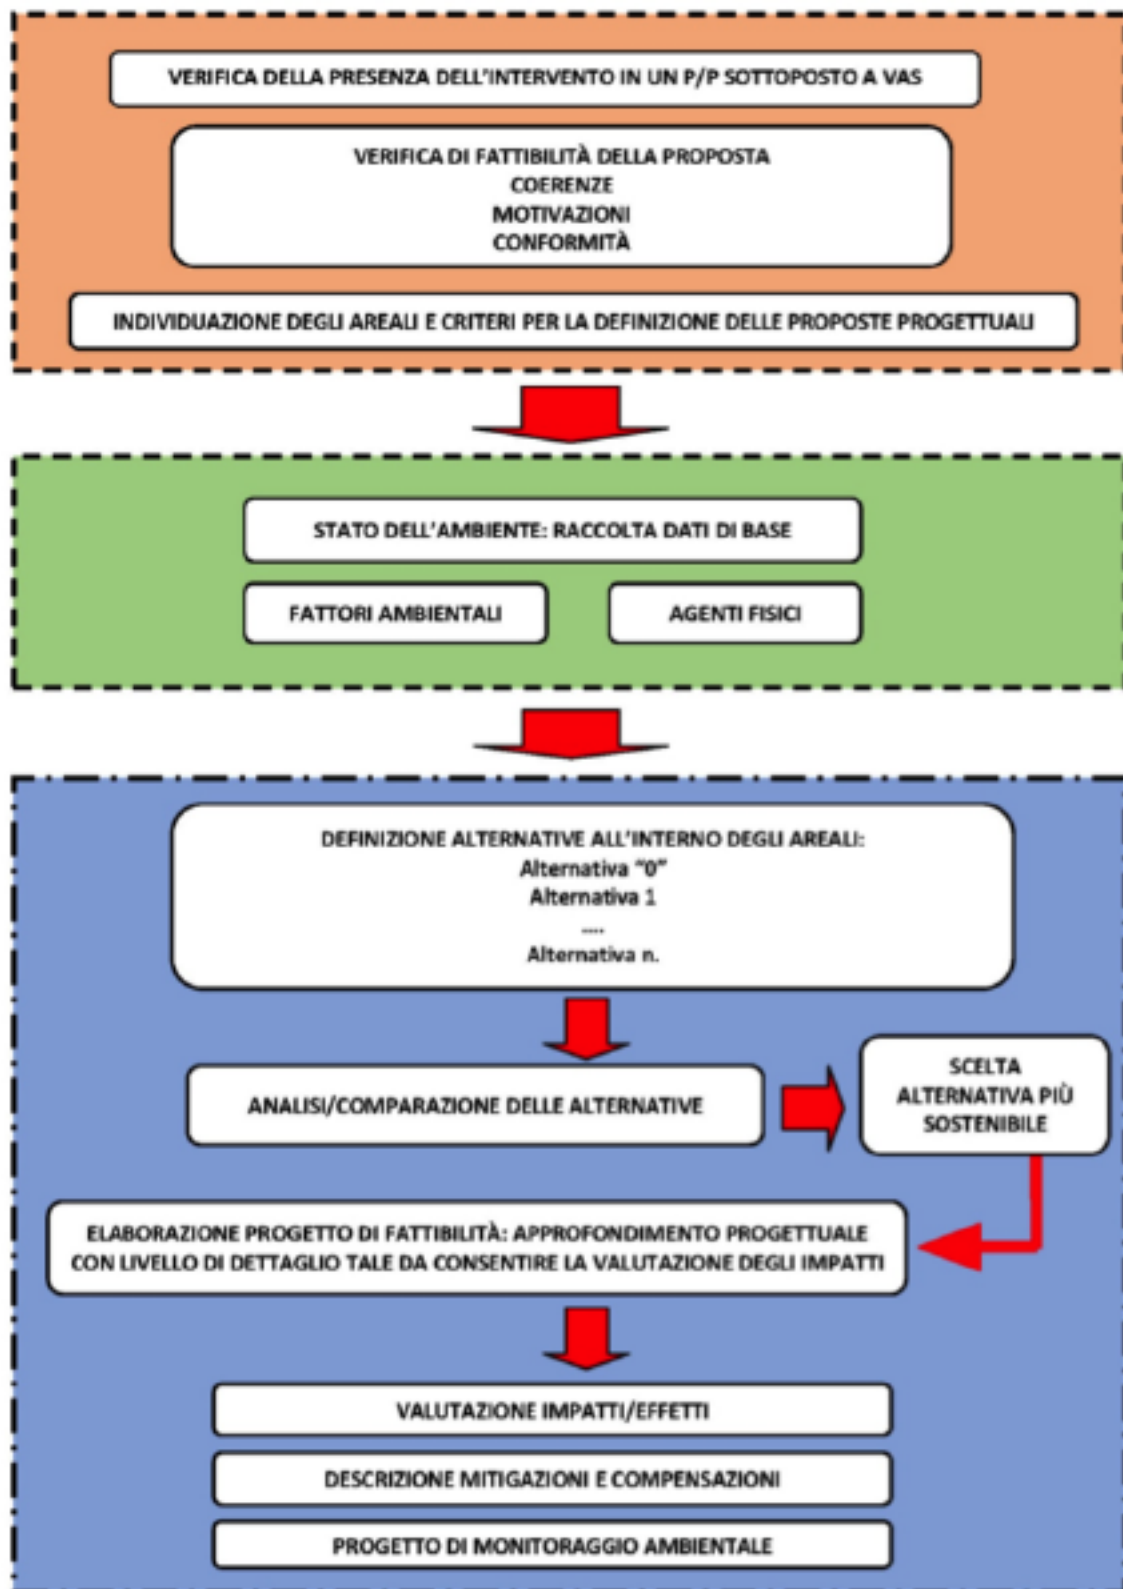 VERIFICA DELLA PRESENZA DELL'INTERVENTO IN UN P/P SOTTOPOSTO A VAS
VERIFICA DI FATTIBILITÀ DELLA PROPOSTA
COERENZE
MOTIVAZIONI
CONFORMITÀ
INDIVIDUAZIONE DEGLI AREALI E CRITERI PER LA DEFINIZIONE DELLE PROPOSTE PROGETTUALI
STATO DELL'AMBIENTE: RACCOLTA DATI DI BASE
FATTORI AMBIENTALI
AGENTI FISICI
DEFINIZIONE ALTERNATIVE ALL'INTERNO DEGLI AREALI:
Alternativa "0"
Alternativa 1
....
Alternativa n.
ANALISI/COMPARAZIONE DELLE ALTERNATIVE
SCELTA
ALTERNATIVA PIÙ
SOSTENIBILE
ELABORAZIONE PROGETTO DI FATTIBILITÀ: APPROFONDIMENTO PROGETTUALE
CON LIVELLO DI DETTAGLIO TALE DA CONSENTIRE LA VALUTAZIONE DEGLI IMPATTI
VALUTAZIONE IMPATTI/EFFETTI
DESCRIZIONE MITIGAZIONI E COMPENSAZIONI
PROGETTO DI MONITORAGGIO AMBIENTALE